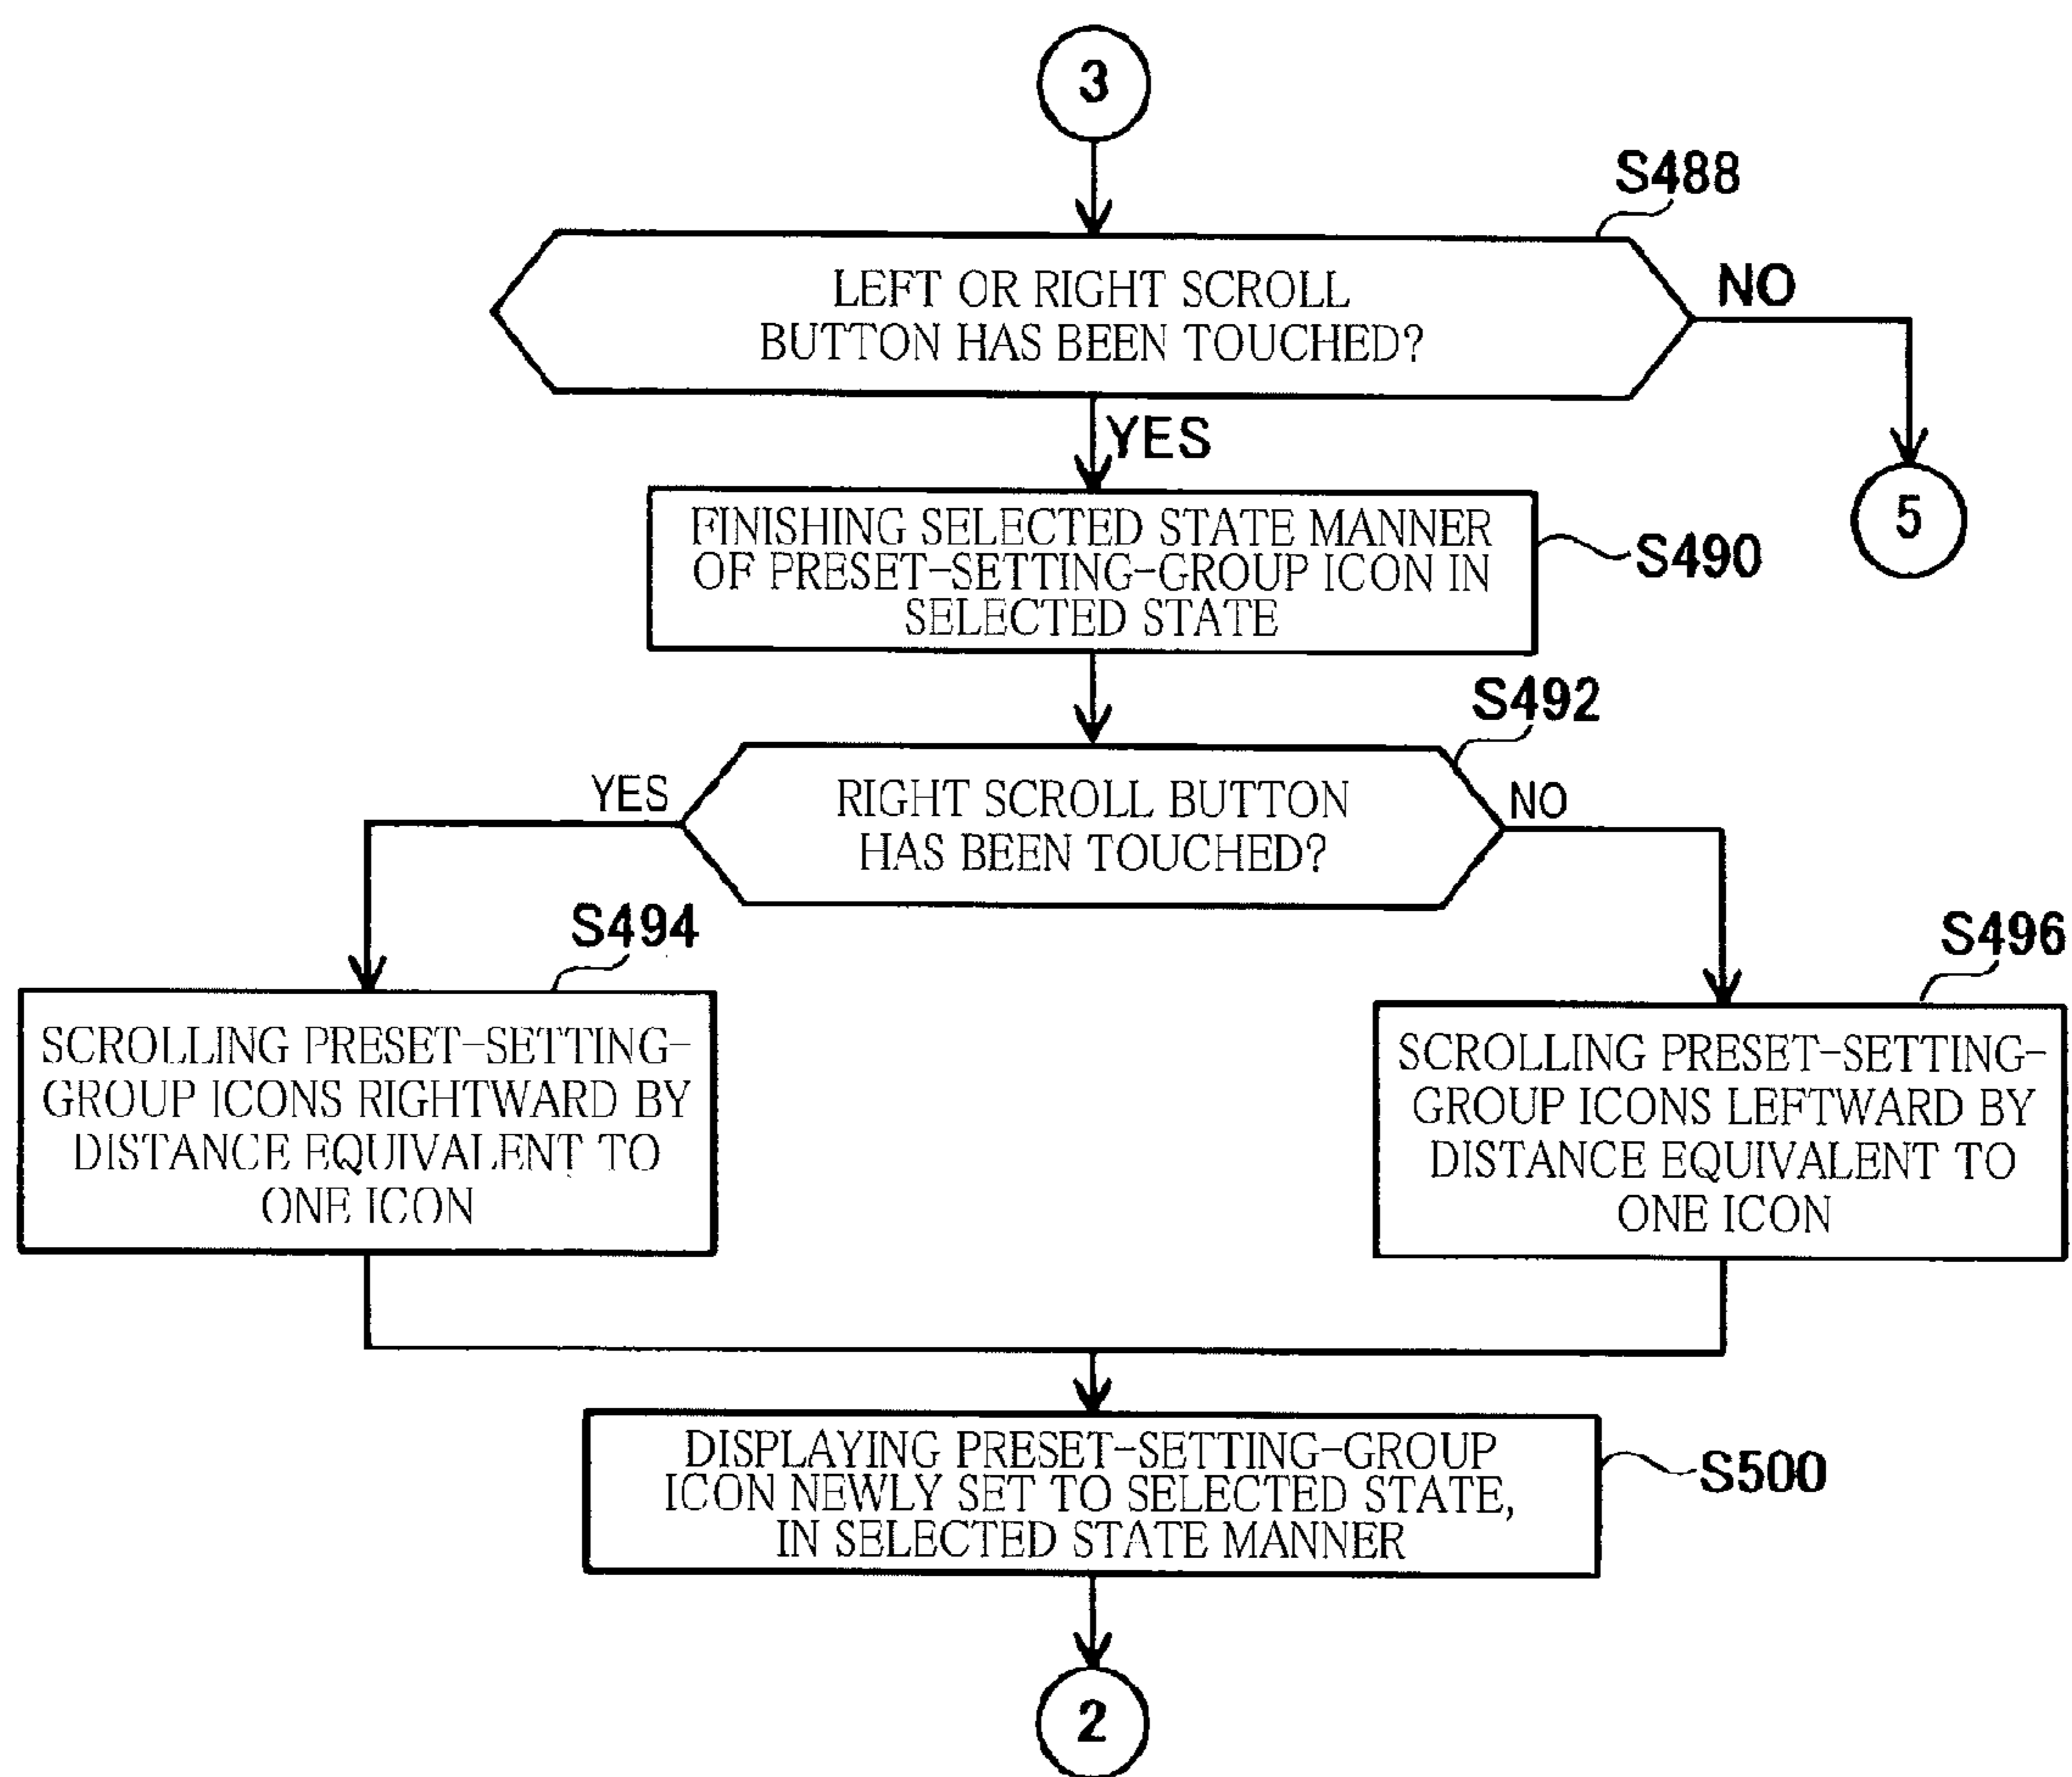 3
S488
LEFT OR RIGHT SCROLL
BUTTON HAS BEEN TOUCHED?
NO
YES
5
FINISHING SELECTED STATE MANNER
OF PRESET-SETTING-GROUP ICON IN
SELECTED STATE
S490
S492
YES
RIGHT SCROLL BUTTON
HAS BEEN TOUCHED?
NO
S494
SCROLLING PRESET-SETTING-
GROUP ICONS RIGHTWARD BY
DISTANCE EQUIVALENT TO
ONE ICON
S496
SCROLLING PRESET-SETTING-
GROUP ICONS LEFTWARD BY
DISTANCE EQUIVALENT TO
ONE ICON
DISPLAYING PRESET-SETTING-GROUP
ICON NEWLY SET TO SELECTED STATE,
IN SELECTED STATE MANNER
S500
2